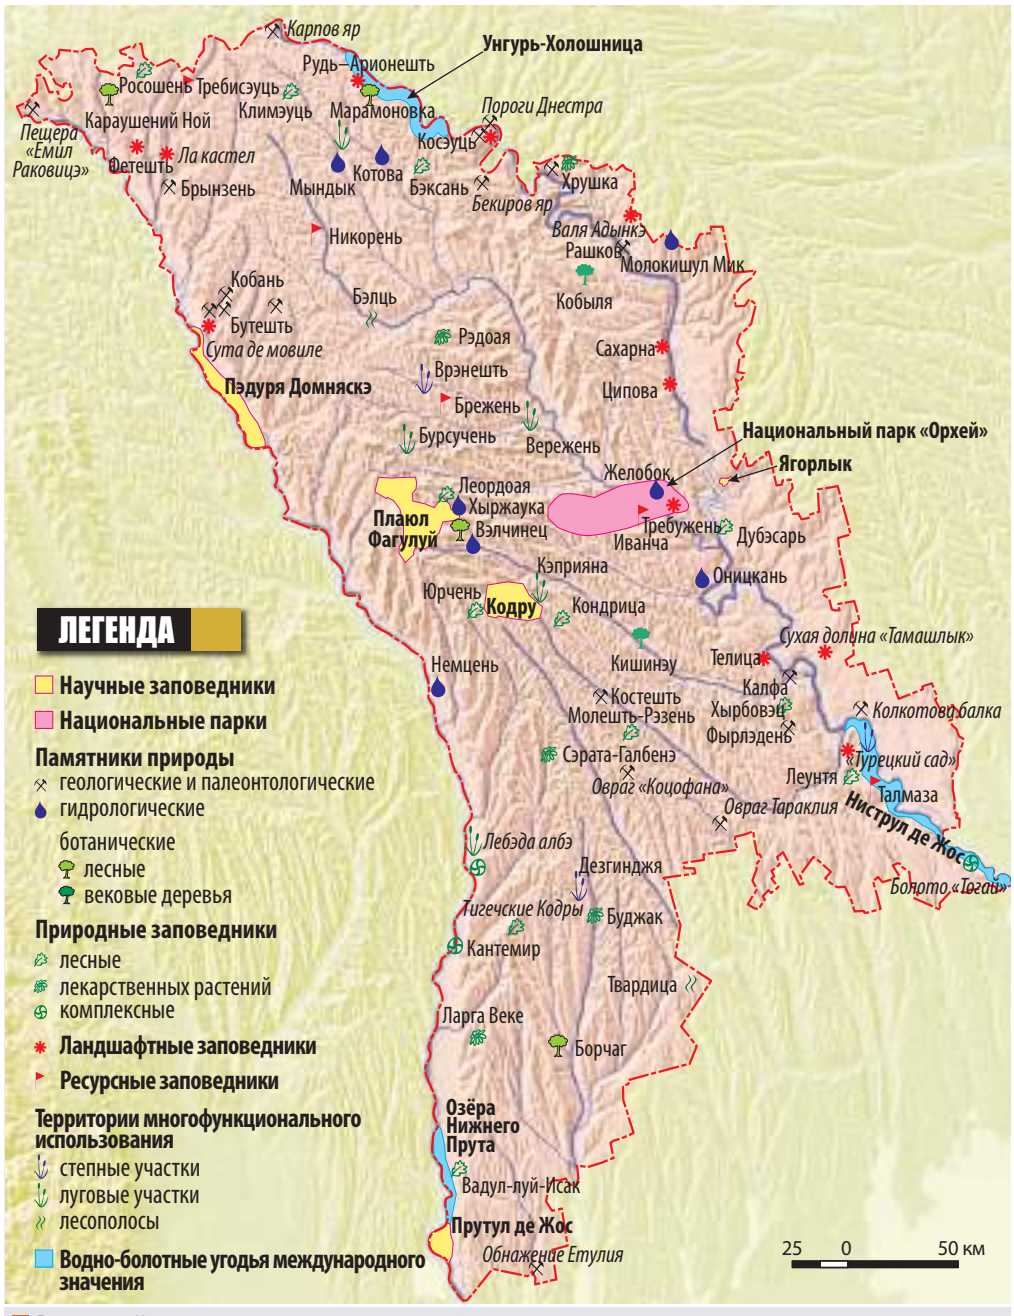 Карпов яр
Унгурь-Холошница
Рудь–Арионешть
Росошень
Требисэуць
Климэуць
Марамоновка
Пороги Днестра
Караушений Ной
Пещера
«Емил
Раковицэ»
Косэуць
Фетешть
Ла кастел
Мындык
Котова
Бэксань
Хрушка
Брынзень
Бекиров яр
Валя Адынкэ
Никорень
Рашков
Молокишул Мик
Кобань
Бэлць
Кобыля
Бутешть
Сута де мовиле
Рэдоая
Сахарна
Врэнешть
Пэдуря Домняскэ
Ципова
Брежень
Бурсучень
Вережень
Национальный парк «Орхей»
Ягорлык
Желобок
Леордоая
Хыржаука
Плаюл
Фагулуй
Вэлчинец
Требужень
Иванча
Дубэсарь
Кэприяна
Оницкань
Юрчень
Кодру
Кондрица
Сухая долина «Тамашлык»
Кишинэу
Телица
Немцень
Калфа
Костешть
Хырбовэц
Колкотова балка
Молешть-Рэзень
Фырлэдень
Сэрата-Галбенэ
«Турецкий сад»
Леунтя
Овраг «Коцофана»
Талмаза
Овраг Тараклия
Ниструл де Жос
Лебэда албэ
Дезгинджя
Болото «Тогай»
Тигечские Кодры
Буджак
Кантемир
Твардица
Ларга Веке
Борчаг
Озёра
Нижнего
Прута
Вадул-луй-Исак
Прутул де Жос
Обнажение Етулия
ЛЕГЕНДА
Научные заповедники
Национальные парки
Памятники природы
геологические и палеонтологические
гидрологические
ботанические
лесные
вековые деревья
Природные заповедники
лесные
лекарственных растений
комплексные
Ландшафтные заповедники
Ресурсные заповедники
Территории многофункционального
использования
степные участки
луговые участки
лесополосы
Водно-болотные угодья международного
значения
25 0 50 км